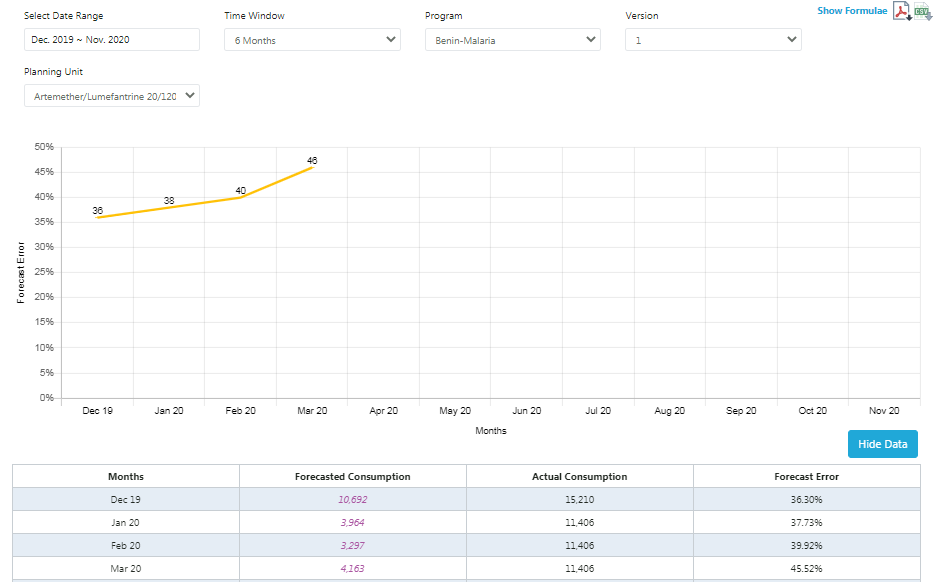 Select Date Range Time Window Program Version Show Formulae
Dec. 2019 ~ Nov. 2020 6 Months Benin-Malaria 1
CSV
Planning Unit
Artemether/Lumefantrine 20/120
50%
45%
40%
35%
30%
25%
20%
15%
10%
5%
0%
Forecast Error
36
38
40
46
Dec 19 Jan 20 Feb 20 Mar 20 Apr 20 May 20 Jun 20 Jul 20 Aug 20 Sep 20 Oct 20 Nov 20
Months
Hide Data
Months Forecasted Consumption Actual Consumption Forecast Error
Dec 19 10,692 15,210 36.30%
Jan 20 3,964 11,406 37.73%
Feb 20 3,297 11,406 39.92%
Mar 20 4,163 11,406 45.52%